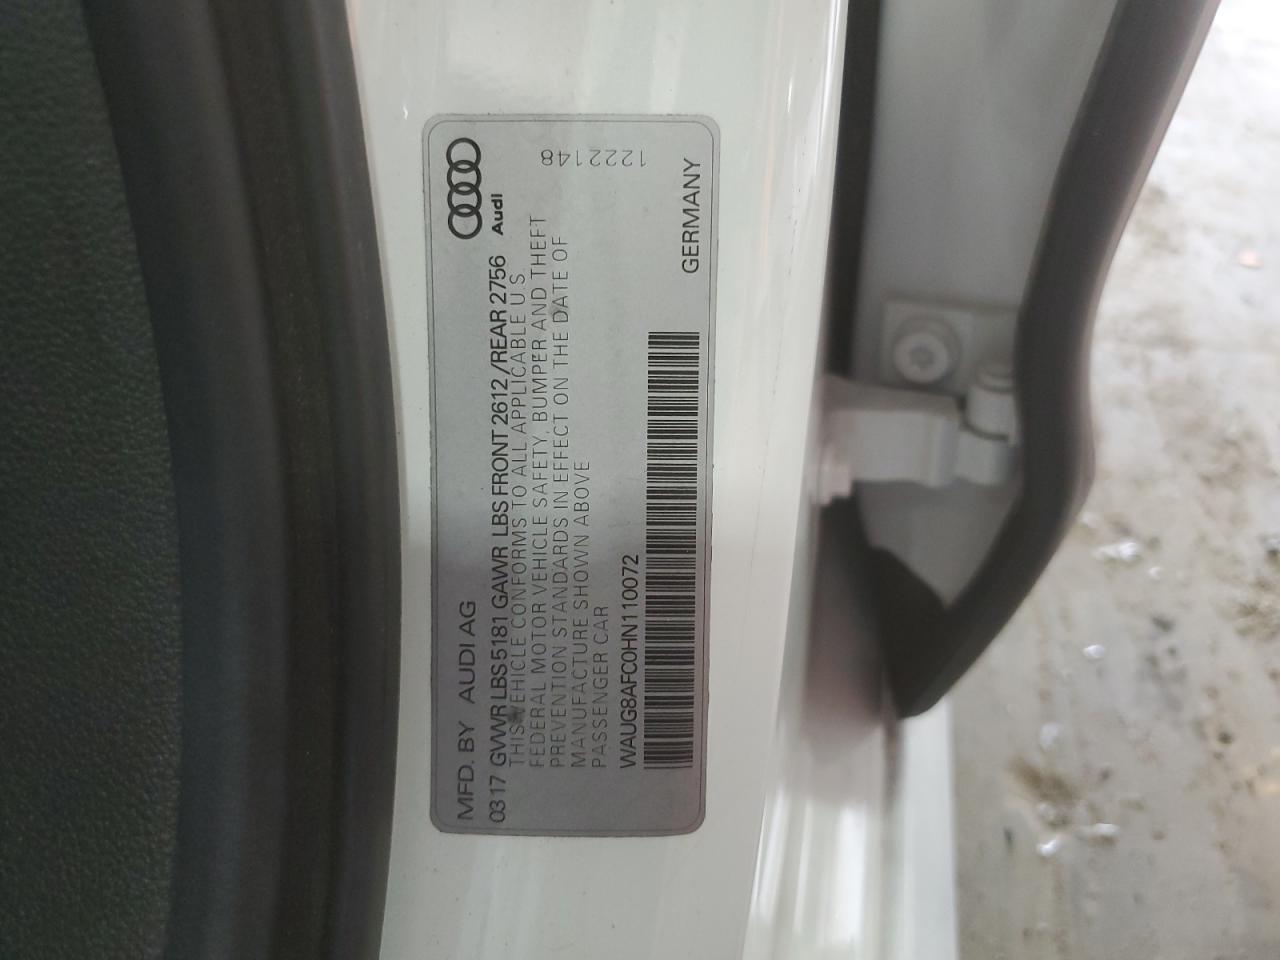 MFD. BY AUDI AG
0317 GVWR LBS 5181 GAWR LBS FRONT 2612 /REAR 2756
Audi
THIS VEHICLE CONFORMS TO ALL APPLICABLE U.S.
FEDERAL MOTOR VEHICLE SAFETY, BUMPER AND THEFT
PREVENTION STANDARDS IN EFFECT ON THE DATE OF
MANUFACTURE SHOWN ABOVE
PASSENGER CAR
1222148
WAUG8AFC0HN110072
GERMANY